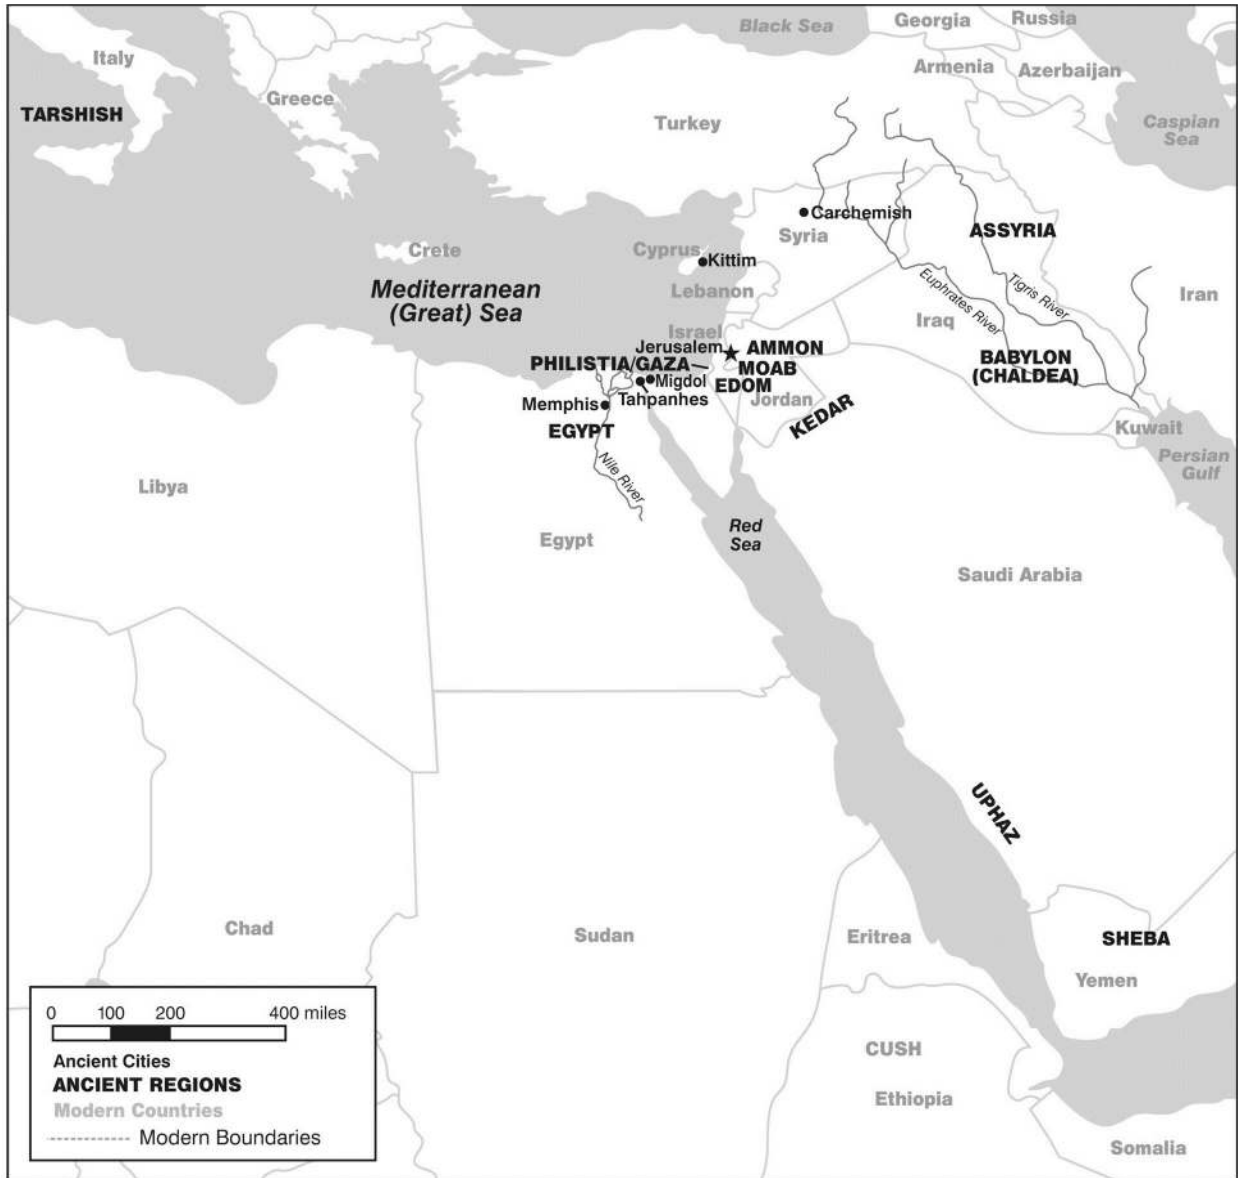 Black Sea
Georgia
Russia
Italy
Armenia
Azerbaijan
Greece
TARSHISH
Turkey
Caspian
Sea
Carchemish
Syria
ASSYRIA
Crete
Cyprus
Kittim
Mediterranean
(Great) Sea
Lebanon
Euphrates River
Tigris River
Iran
Iraq
Israel
Jerusalem
AMMON
PHILISTIA/GAZA
MOAB
BABYLON
(CHALDEA)
Migdol
EDOM
Tahpanhes
Jordan
Memphis
KEDAR
EGYPT
Kuwait
Persian
Gulf
Nile River
Libya
Red
Sea
Egypt
Saudi Arabia
UPHAZ
Chad
Sudan
Eritrea
SHEBA
Yemen
CUSH
Ethiopia
Somalia
0 100 200 400 miles
Ancient Cities
ANCIENT REGIONS
Modern Countries
Modern Boundaries